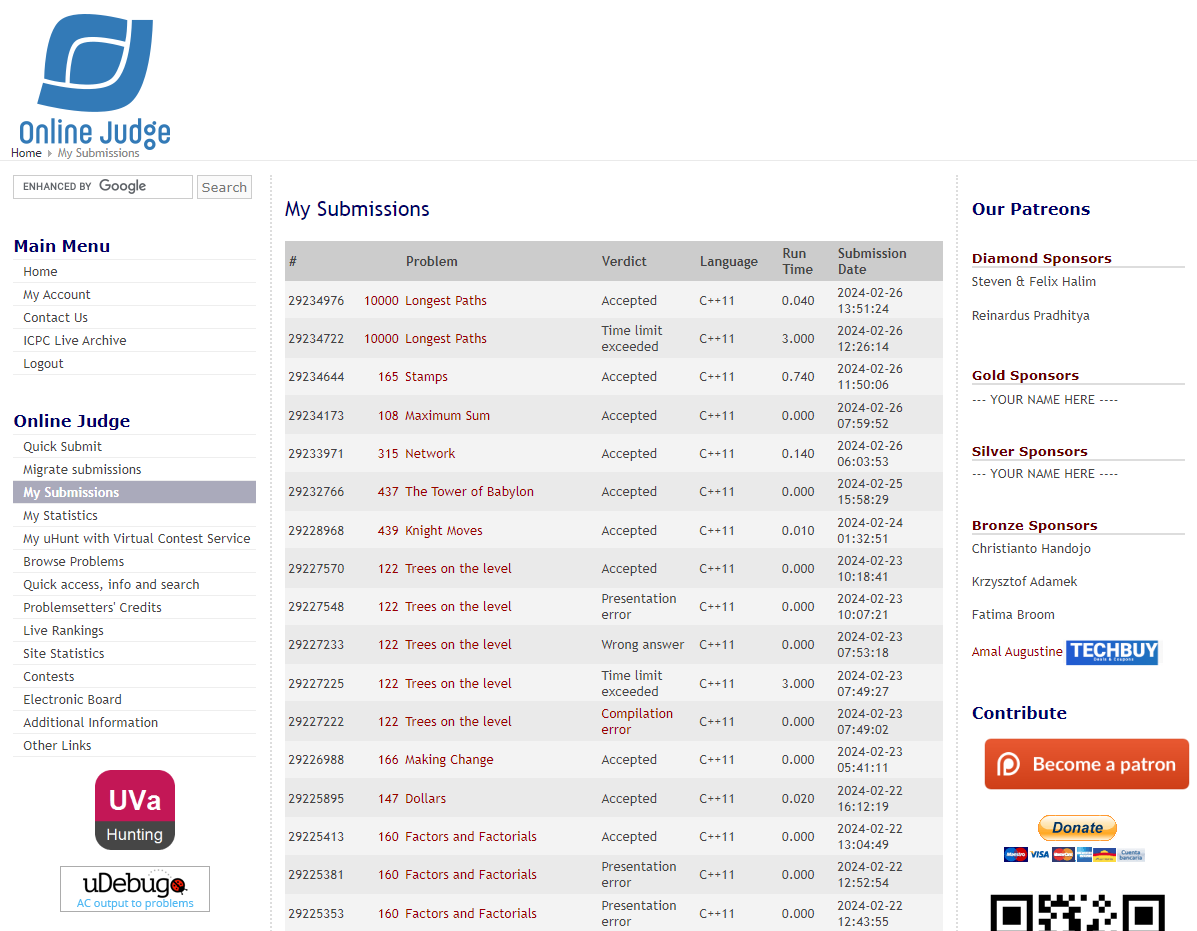 Online Judge
Home My Submissions
ENHANCED BY Google Search
Main Menu
Home
My Account
Contact Us
ICPC Live Archive
Logout
Online Judge
Quick Submit
Migrate submissions
My Submissions
My Statistics
My uHunt with Virtual Contest Service
Browse Problems
Quick access, info and search
Problemsetters' Credits
Live Rankings
Site Statistics
Contests
Electronic Board
Additional Information
Other Links
UVa
Hunting
uDebug
AC output to problems
My Submissions
# Problem Verdict Language Run Time Submission Date
29234976 10000 Longest Paths Accepted C++11 0.040 2024-02-26 13:51:24
29234722 10000 Longest Paths Time limit exceeded C++11 3.000 2024-02-26 12:26:14
29234644 165 Stamps Accepted C++11 0.740 2024-02-26 11:50:06
29234173 108 Maximum Sum Accepted C++11 0.000 2024-02-26 07:59:52
29233971 315 Network Accepted C++11 0.140 2024-02-26 06:03:53
29232766 437 The Tower of Babylon Accepted C++11 0.000 2024-02-25 15:58:29
29228968 439 Knight Moves Accepted C++11 0.010 2024-02-24 01:32:51
29227570 122 Trees on the level Accepted C++11 0.000 2024-02-23 10:18:41
29227548 122 Trees on the level Presentation error C++11 0.000 2024-02-23 10:07:21
29227233 122 Trees on the level Wrong answer C++11 0.000 2024-02-23 07:53:18
29227225 122 Trees on the level Time limit exceeded C++11 3.000 2024-02-23 07:49:27
29227222 122 Trees on the level Compilation error C++11 0.000 2024-02-23 07:49:02
29226988 166 Making Change Accepted C++11 0.000 2024-02-23 05:41:11
29225895 147 Dollars Accepted C++11 0.020 2024-02-22 16:12:19
29225413 160 Factors and Factorials Accepted C++11 0.000 2024-02-22 13:04:49
29225381 160 Factors and Factorials Presentation error C++11 0.000 2024-02-22 12:52:54
29225353 160 Factors and Factorials Presentation error C++11 0.000 2024-02-22 12:43:55
Our Patreons
Diamond Sponsors
Steven & Felix Halim
Reinardus Pradhitya
Gold Sponsors
--- YOUR NAME HERE ----
Silver Sponsors
--- YOUR NAME HERE ----
Bronze Sponsors
Christianto Handojo
Krzysztof Adamek
Fatima Broom
Amal Augustine TECHBUY
Deals & Coupons
Contribute
Become a patron
Donate
Maestro VISA Cuenta bancaria